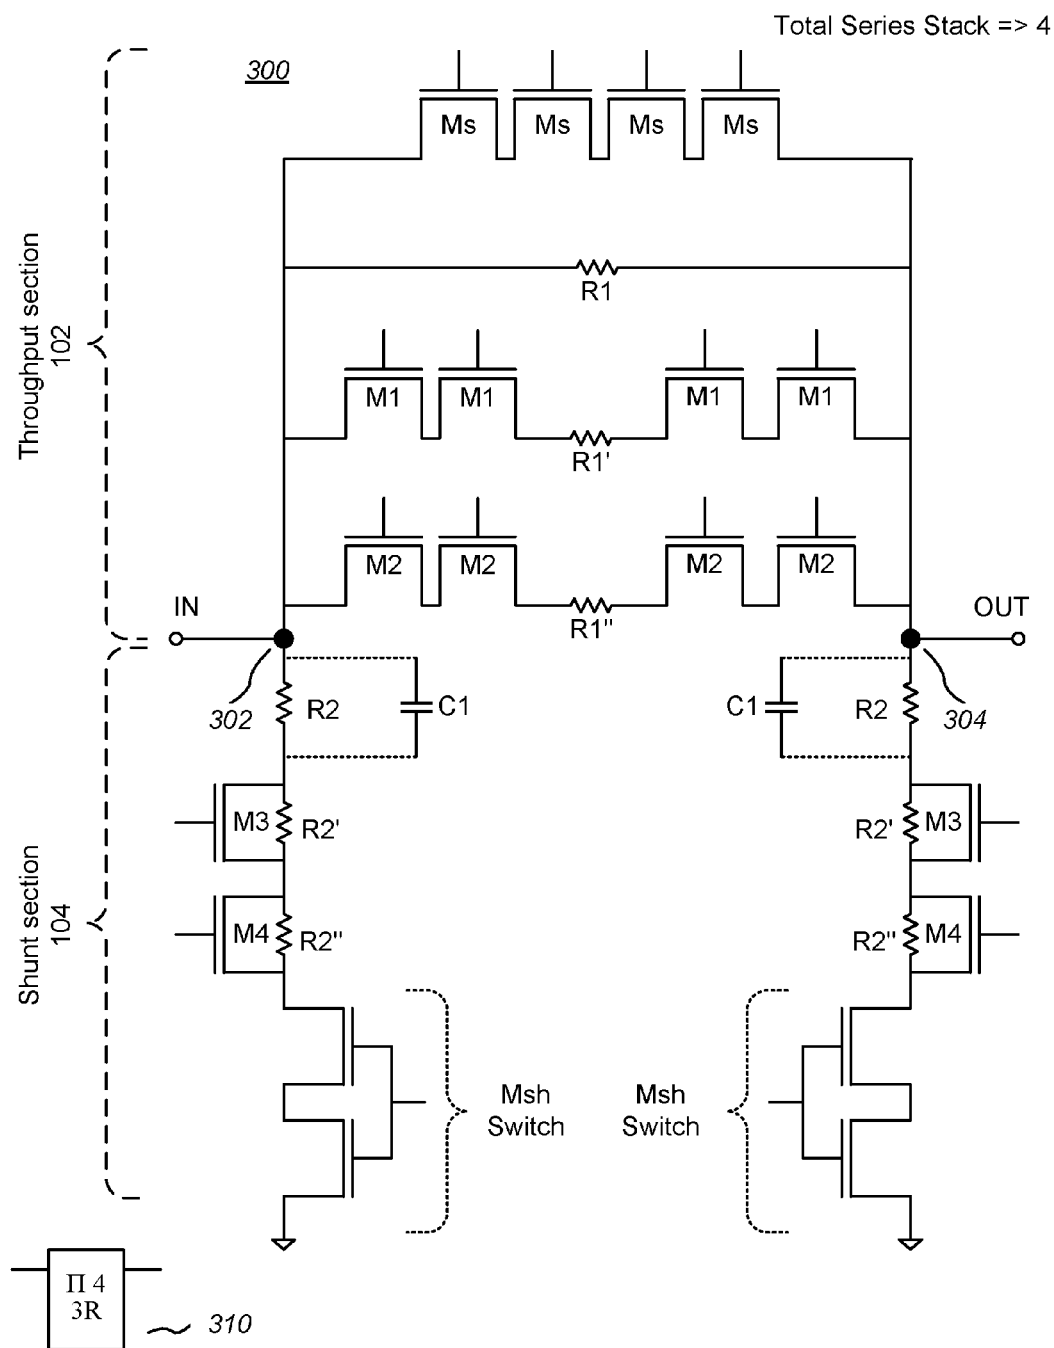 Total Series Stack => 4
300
Ms Ms Ms Ms
R1
M1 M1 M1 M1
R1'
M2 M2 M2 M2
R1"
Throughput section
102
IN
OUT
302
304
R2 C1 C1 R2
M3 R2' R2' M3
M4 R2" R2" M4
Shunt section
104
Msh
Switch
Msh
Switch
Π 4
3R
310